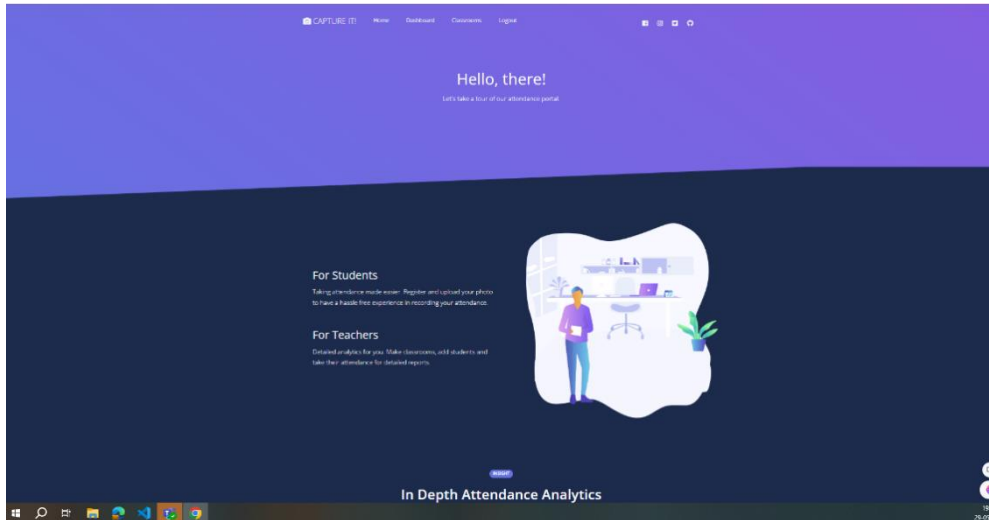 CAPTURE IT! Home Dashboard Classrooms Logout
Hello, there!
Let's take a tour of our attendance portal.
For Students
Taking attendance made easier. Register and upload your photo
to have a hassle free experience in recording your attendance.
For Teachers
Detailed analytics for you. Make classrooms, add students and
take their attendance for detailed reports.
INSIGHT
In Depth Attendance Analytics